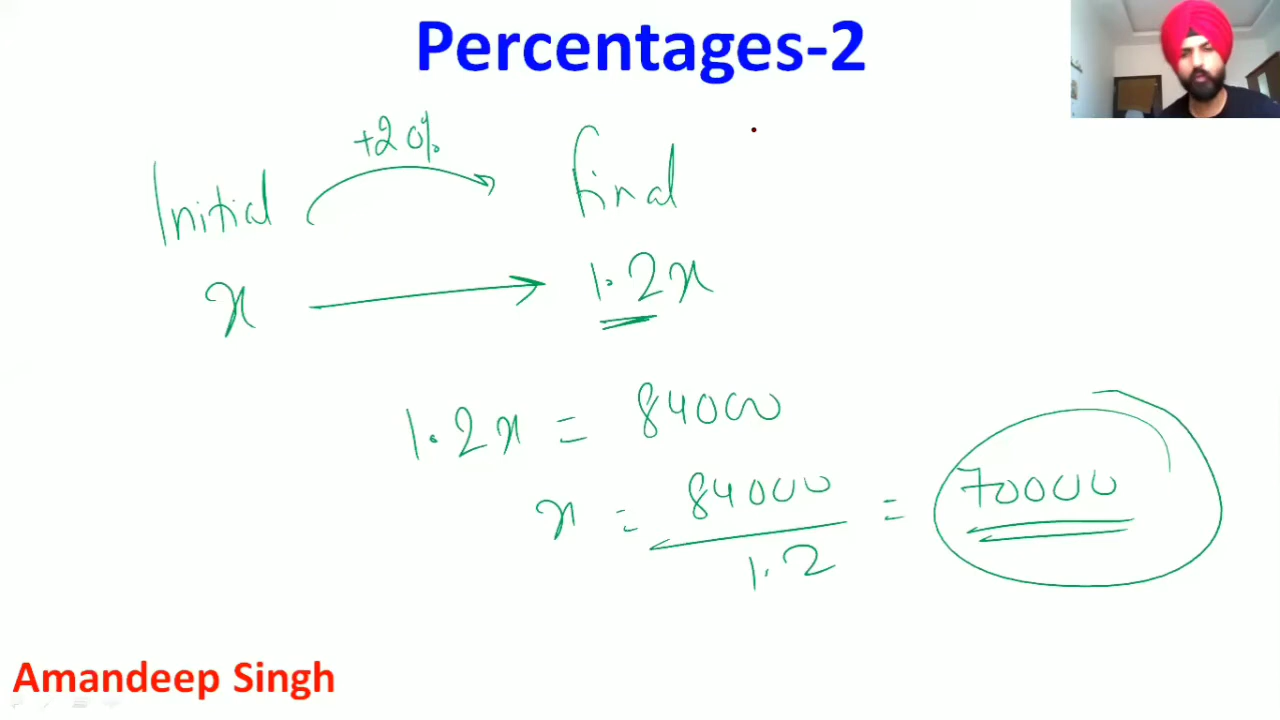 Percentages-2
+20%
Initial
Final
x
1.2x
1.2x = 84000
x = 84000 / 1.2 = 70000
Amandeep Singh